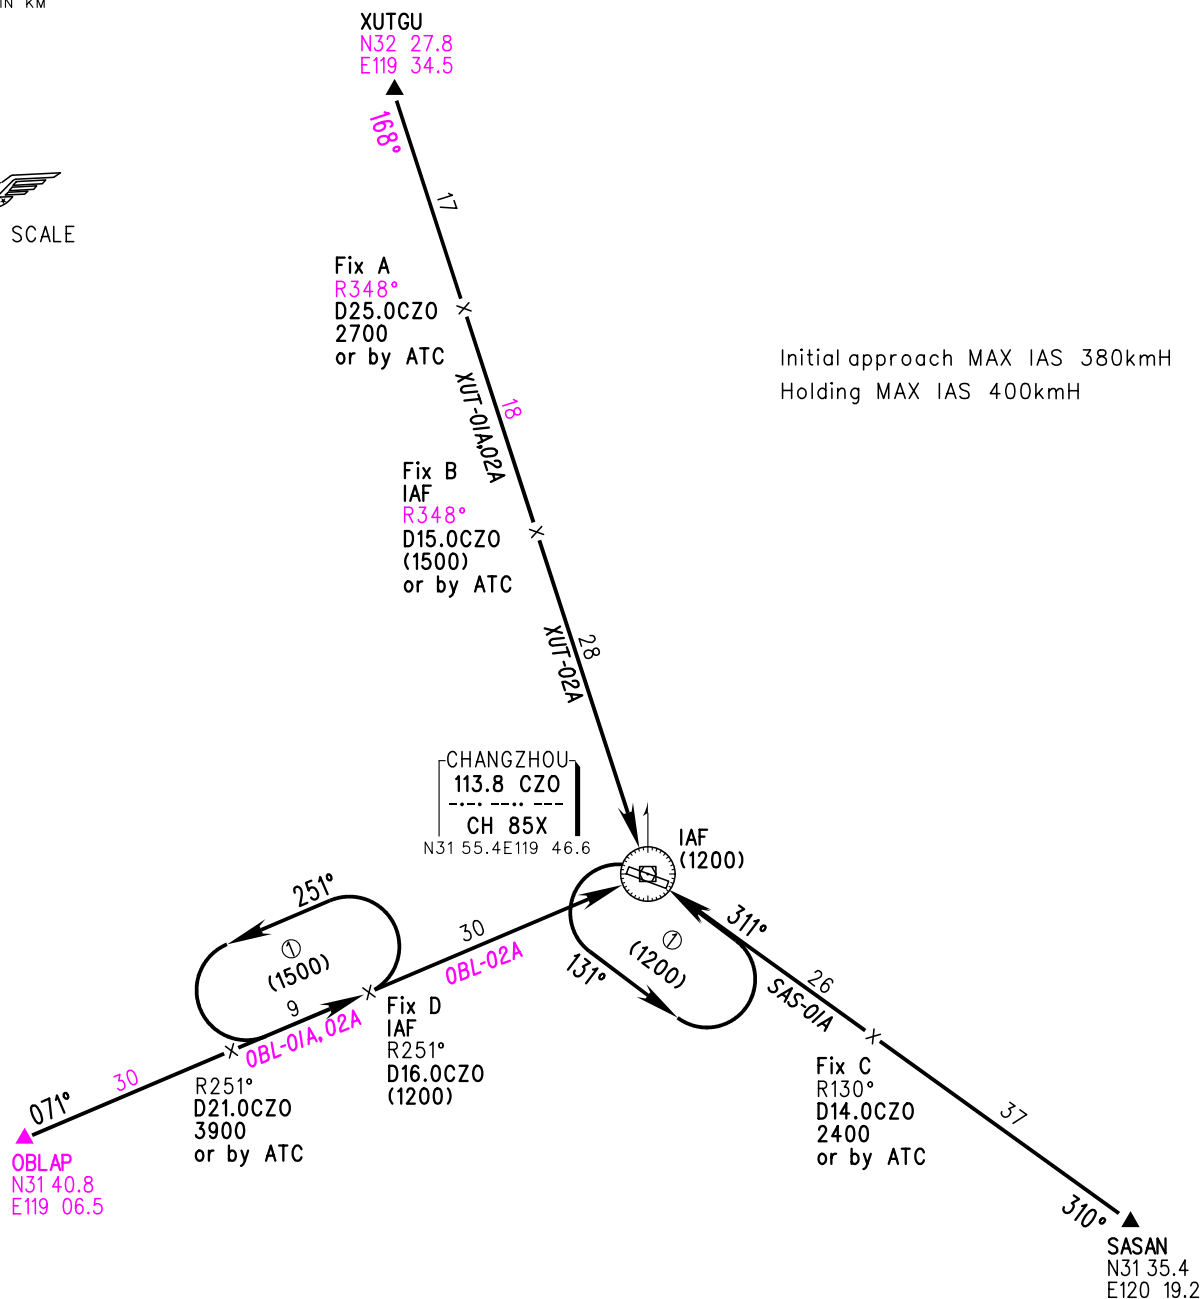 IN KM
XUTGU
N32 27.8
E119 34.5
168°
17
SCALE
Fix A
R348°
D25.0CZO
2700
or by ATC
Initial approach MAX IAS 380kmH
Holding MAX IAS 400kmH
18
XUT-01A,02A
Fix B
IAF
R348°
D15.0CZO
(1500)
or by ATC
28
XUT-02A
CHANGZHOU
113.8 CZO
-·-· --·· ---
CH 85X
N31 55.4E119 46.6
IAF
(1200)
251°
①
(1500)
9
OBL-01A,02A
30
OBL-02A
①
(1200)
131°
311°
26
SAS-01A
Fix D
IAF
R251°
D16.0CZO
(1200)
30
071°
R251°
D21.0CZO
3900
or by ATC
OBLAP
N31 40.8
E119 06.5
Fix C
R130°
D14.0CZO
2400
or by ATC
37
310°
SASAN
N31 35.4
E120 19.2